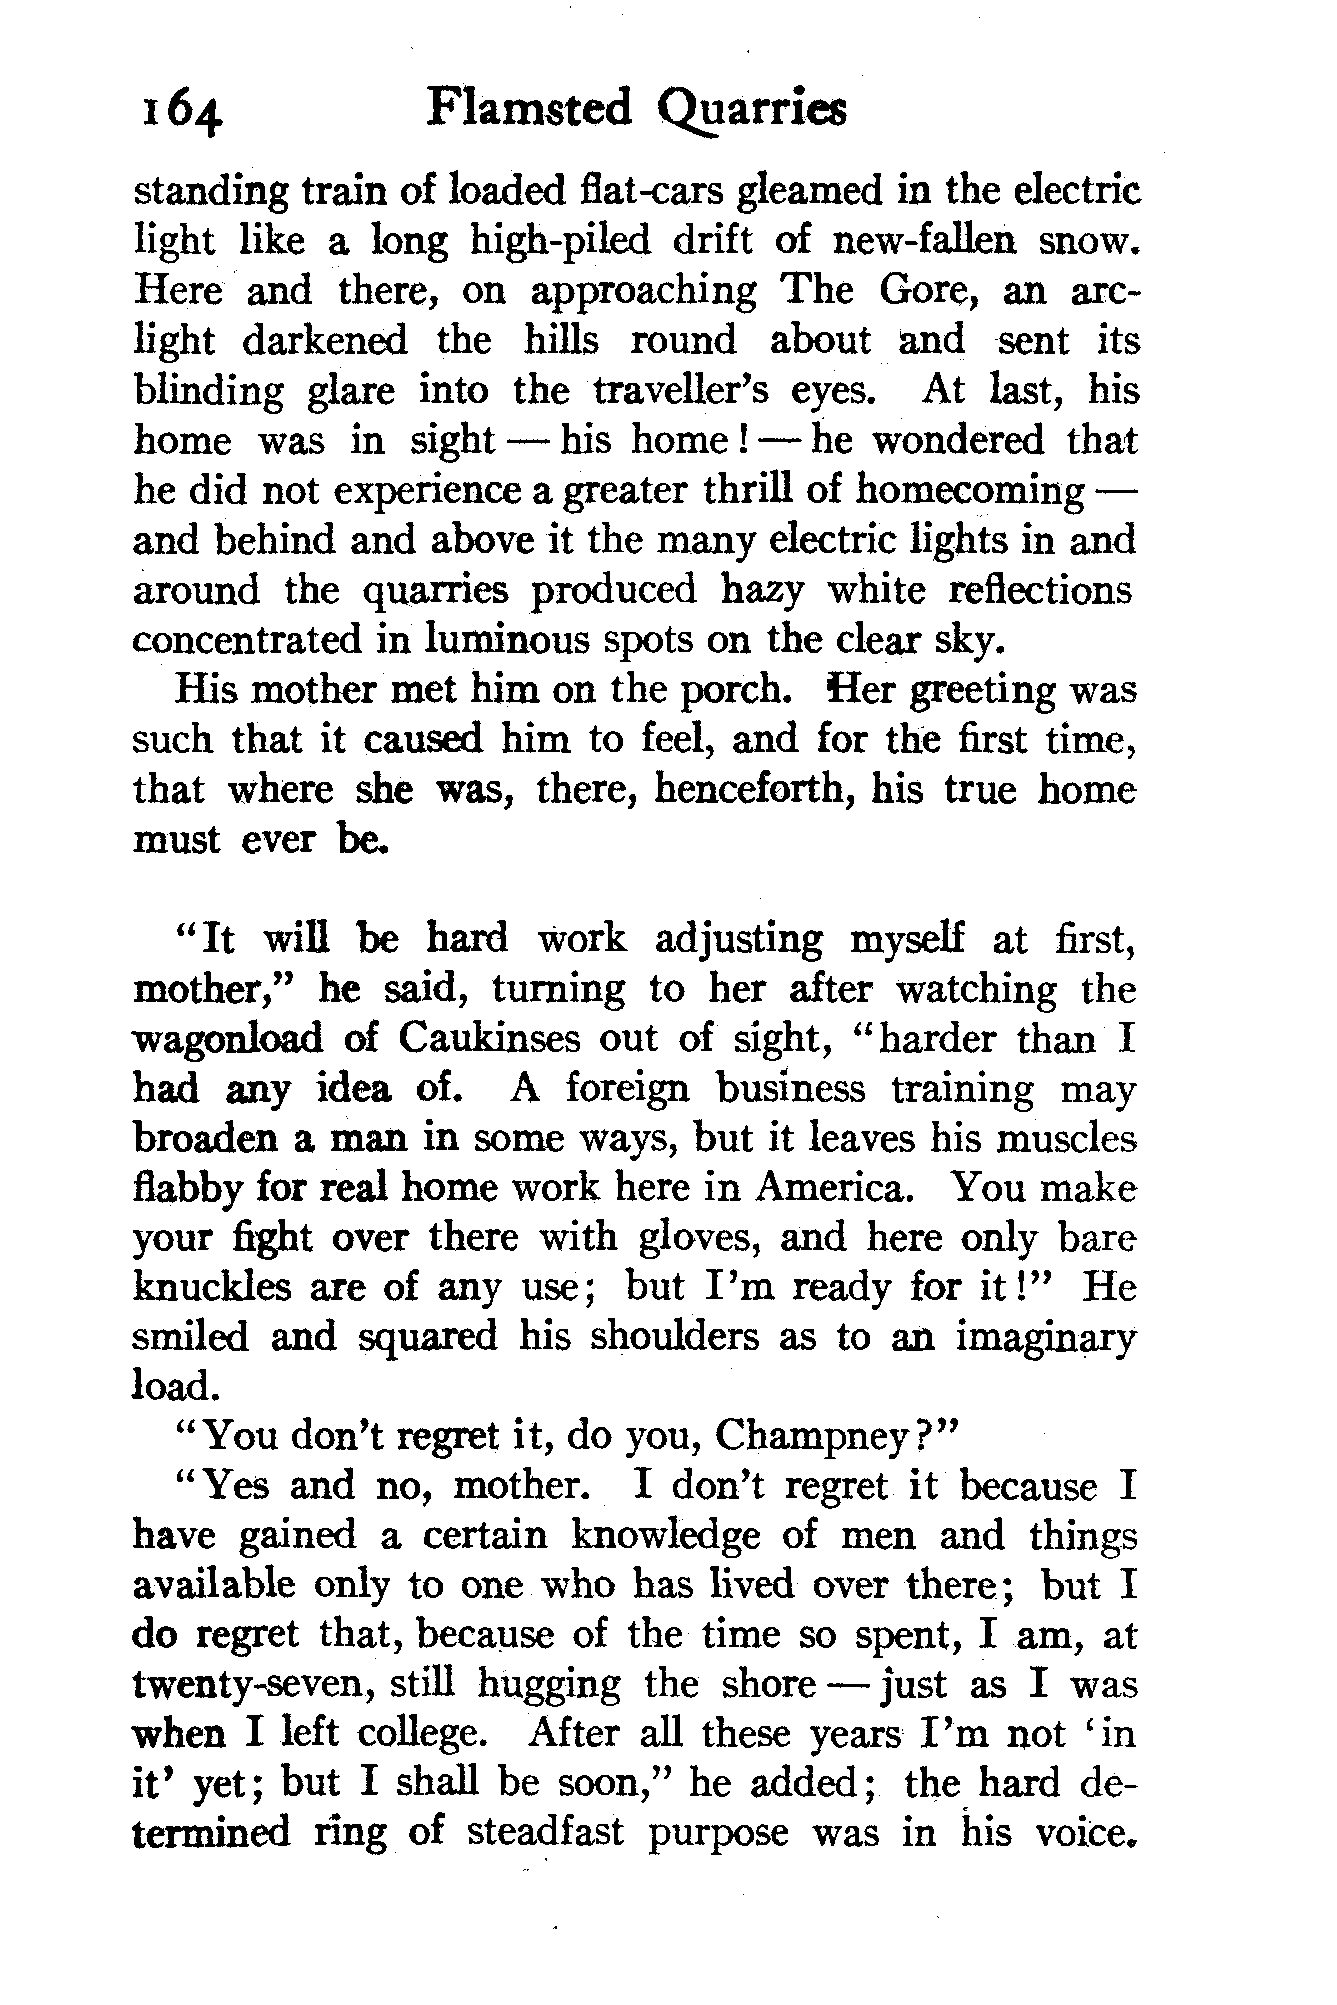 164 Flamsted Quarries
standing train of loaded flat-cars gleamed in the electric
light like a long high-piled drift of new-fallen snow.
Here and there, on approaching The Gore, an arc-
light darkened the hills round about and sent its
blinding glare into the traveller's eyes. At last, his
home was in sight — his home! — he wondered that
he did not experience a greater thrill of homecoming —
and behind and above it the many electric lights in and
around the quarries produced hazy white reflections
concentrated in luminous spots on the clear sky.
His mother met him on the porch. Her greeting was
such that it caused him to feel, and for the first time,
that where she was, there, henceforth, his true home
must ever be.
"It will be hard work adjusting myself at first,
mother," he said, turning to her after watching the
wagonload of Caukinses out of sight, "harder than I
had any idea of. A foreign business training may
broaden a man in some ways, but it leaves his muscles
flabby for real home work here in America. You make
your fight over there with gloves, and here only bare
knuckles are of any use; but I'm ready for it!" He
smiled and squared his shoulders as to an imaginary
load.
"You don't regret it, do you, Champney?"
"Yes and no, mother. I don't regret it because I
have gained a certain knowledge of men and things
available only to one who has lived over there; but I
do regret that, because of the time so spent, I am, at
twenty-seven, still hugging the shore — just as I was
when I left college. After all these years I'm not 'in
it' yet; but I shall be soon," he added; the hard de-
termined ring of steadfast purpose was in his voice.